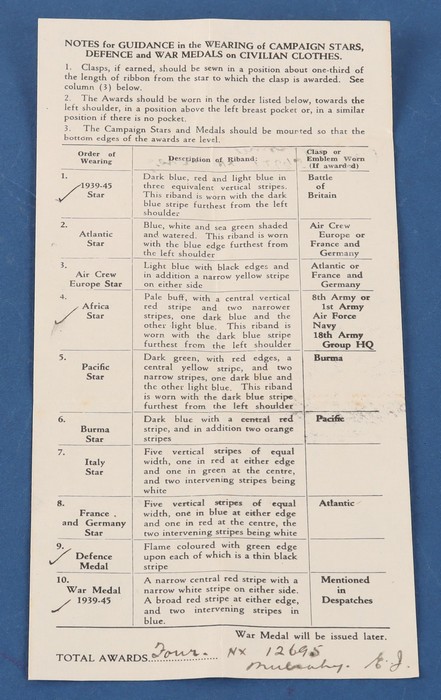 NOTES for GUIDANCE in the WEARING of CAMPAIGN STARS,
DEFENCE and WAR MEDALS on CIVILIAN CLOTHES.
1. Clasps, if earned, should be sewn in a position about one-third of
the length of ribbon from the star to which the clasp is awarded. See
column (3) below.
2. The Awards should be worn in the order listed below, towards the
left shoulder, in a position above the left breast pocket or, in a similar
position if there is no pocket.
3. The Campaign Stars and Medals should be mounted so that the
bottom edges of the awards are level.
Order of
Wearing
Description of Riband:
Clasp or
Emblem Worn
(If awarded)
1.
1939-45
Star
Dark blue, red and light blue in
three equivalent vertical stripes.
This riband is worn with the dark
blue stripe furthest from the left
shoulder
Battle
of
Britain
2.
Atlantic
Star
Blue, white and sea green shaded
and watered. This riband is worn
with the blue edge furthest from
the left shoulder
Air Crew
Europe or
France and
Germany
3.
Air Crew
Europe Star
Light blue with black edges and
in addition a narrow yellow stripe
on either side
Atlantic or
France and
Germany
4.
Africa
Star
Pale buff, with a central vertical
red stripe and two narrower
stripes, one dark blue and the
other light blue. This riband is
worn with the dark blue stripe
furthest from the left shoulder
8th Army or
1st Army
Air Force
Navy
18th Army
Group HQ
5.
Pacific
Star
Dark green, with red edges, a
central yellow stripe, and two
narrow stripes, one dark blue and
the other light blue. This riband
is worn with the dark blue stripe
furthest from the left shoulder
Burma
6.
Burma
Star
Dark blue with a central red
stripe, and in addition two orange
stripes
Pacific
7.
Italy
Star
Five vertical stripes of equal
width, one in red at either edge
and one in green at the centre,
and two intervening stripes being
white
8.
France
and Germany
Star
Five vertical stripes of equal
width, one in blue at either edge
and one in red at the centre, the
two intervening stripes being white
Atlantic
9.
Defence
Medal
Flame coloured with green edge
upon each of which is a thin black
stripe
10.
War Medal
1939-45
A narrow central red stripe with a
narrow white stripe on either side.
A broad red stripe at either edge,
and two intervening stripes in
blue.
Mentioned
in
Despatches
War Medal will be issued later.
TOTAL AWARDS Four. NX 12695
E.J.